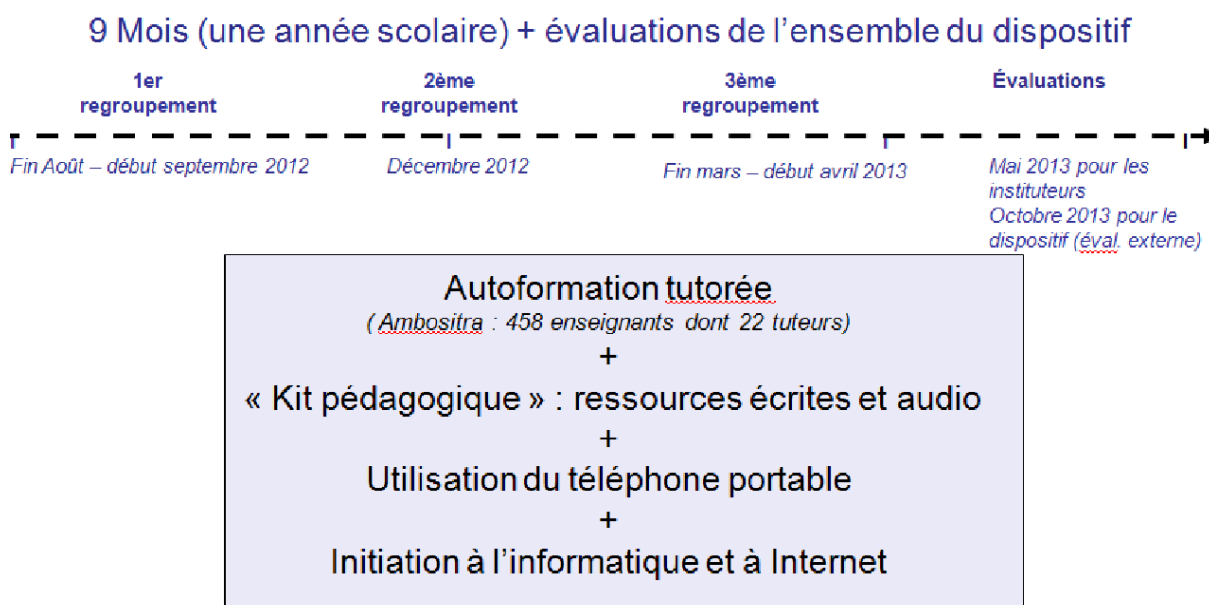 9 Mois (une année scolaire) + évaluations de l'ensemble du dispositif
1er
regroupement
2ème
regroupement
3ème
regroupement
Évaluations
Fin Août – début septembre 2012
Décembre 2012
Fin mars – début avril 2013
Mai 2013 pour les
instituteurs
Octobre 2013 pour le
dispositif (éval. externe)
Autoformation tutorée
(Ambositra : 458 enseignants dont 22 tuteurs)
+
« Kit pédagogique » : ressources écrites et audio
+
Utilisation du téléphone portable
+
Initiation à l'informatique et à Internet